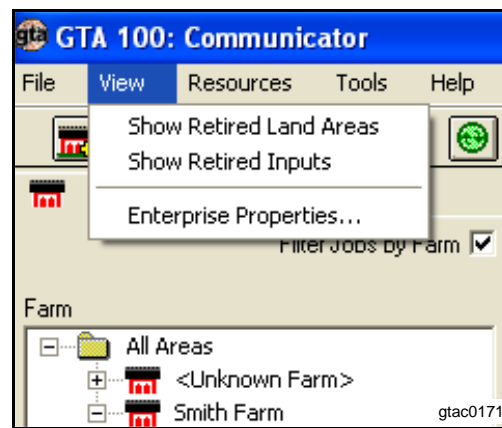 gta GTA 100: Communicator
File View Resources Tools Help
Show Retired Land Areas
Show Retired Inputs
Enterprise Properties...
Filter Jobs by Farm
Farm
All Areas
<Unknown Farm>
Smith Farm
gtac0171